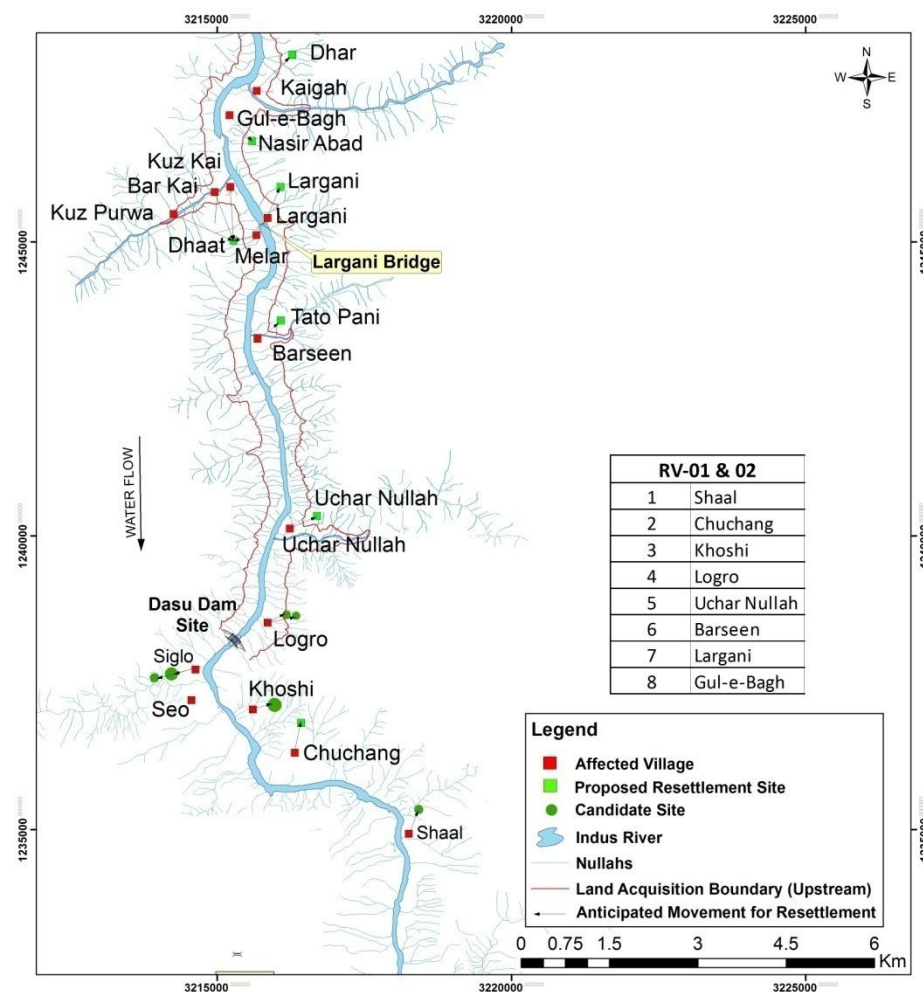 3215000
3220000
3225000
Dhar
N
W E
S
Kaigah
Gul-e-Bagh
Nasir Abad
Kuz Kai
Bar Kai
Largani
Kuz Purwa
Largani
Dhaat
Melar
1245000
Largani Bridge
Tato Pani
Barseen
WATER FLOW
Uchar Nullah
Uchar Nullah
1240000
Dasu Dam
Site
Logro
Siglo
Seo
Khoshi
Chuchang
1235000
Shaal
RV-01 & 02
1 Shaal
2 Chuchang
3 Khoshi
4 Logro
5 Uchar Nullah
6 Barseen
7 Largani
8 Gul-e-Bagh
Legend
Affected Village
Proposed Resettlement Site
Candidate Site
Indus River
Nullahs
Land Acquisition Boundary (Upstream)
Anticipated Movement for Resettlement
0 0.75 1.5 3 4.5 6
Km
3215000
3220000
3225000